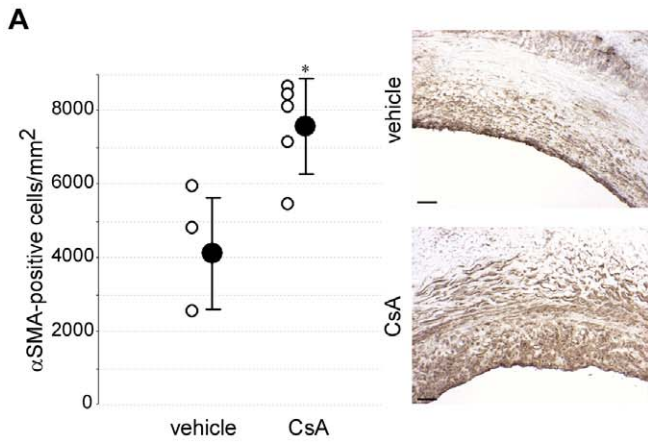 A
αSMA-positive cells/mm²
8000
6000
4000
2000
0
*
vehicle
CsA
vehicle
CsA